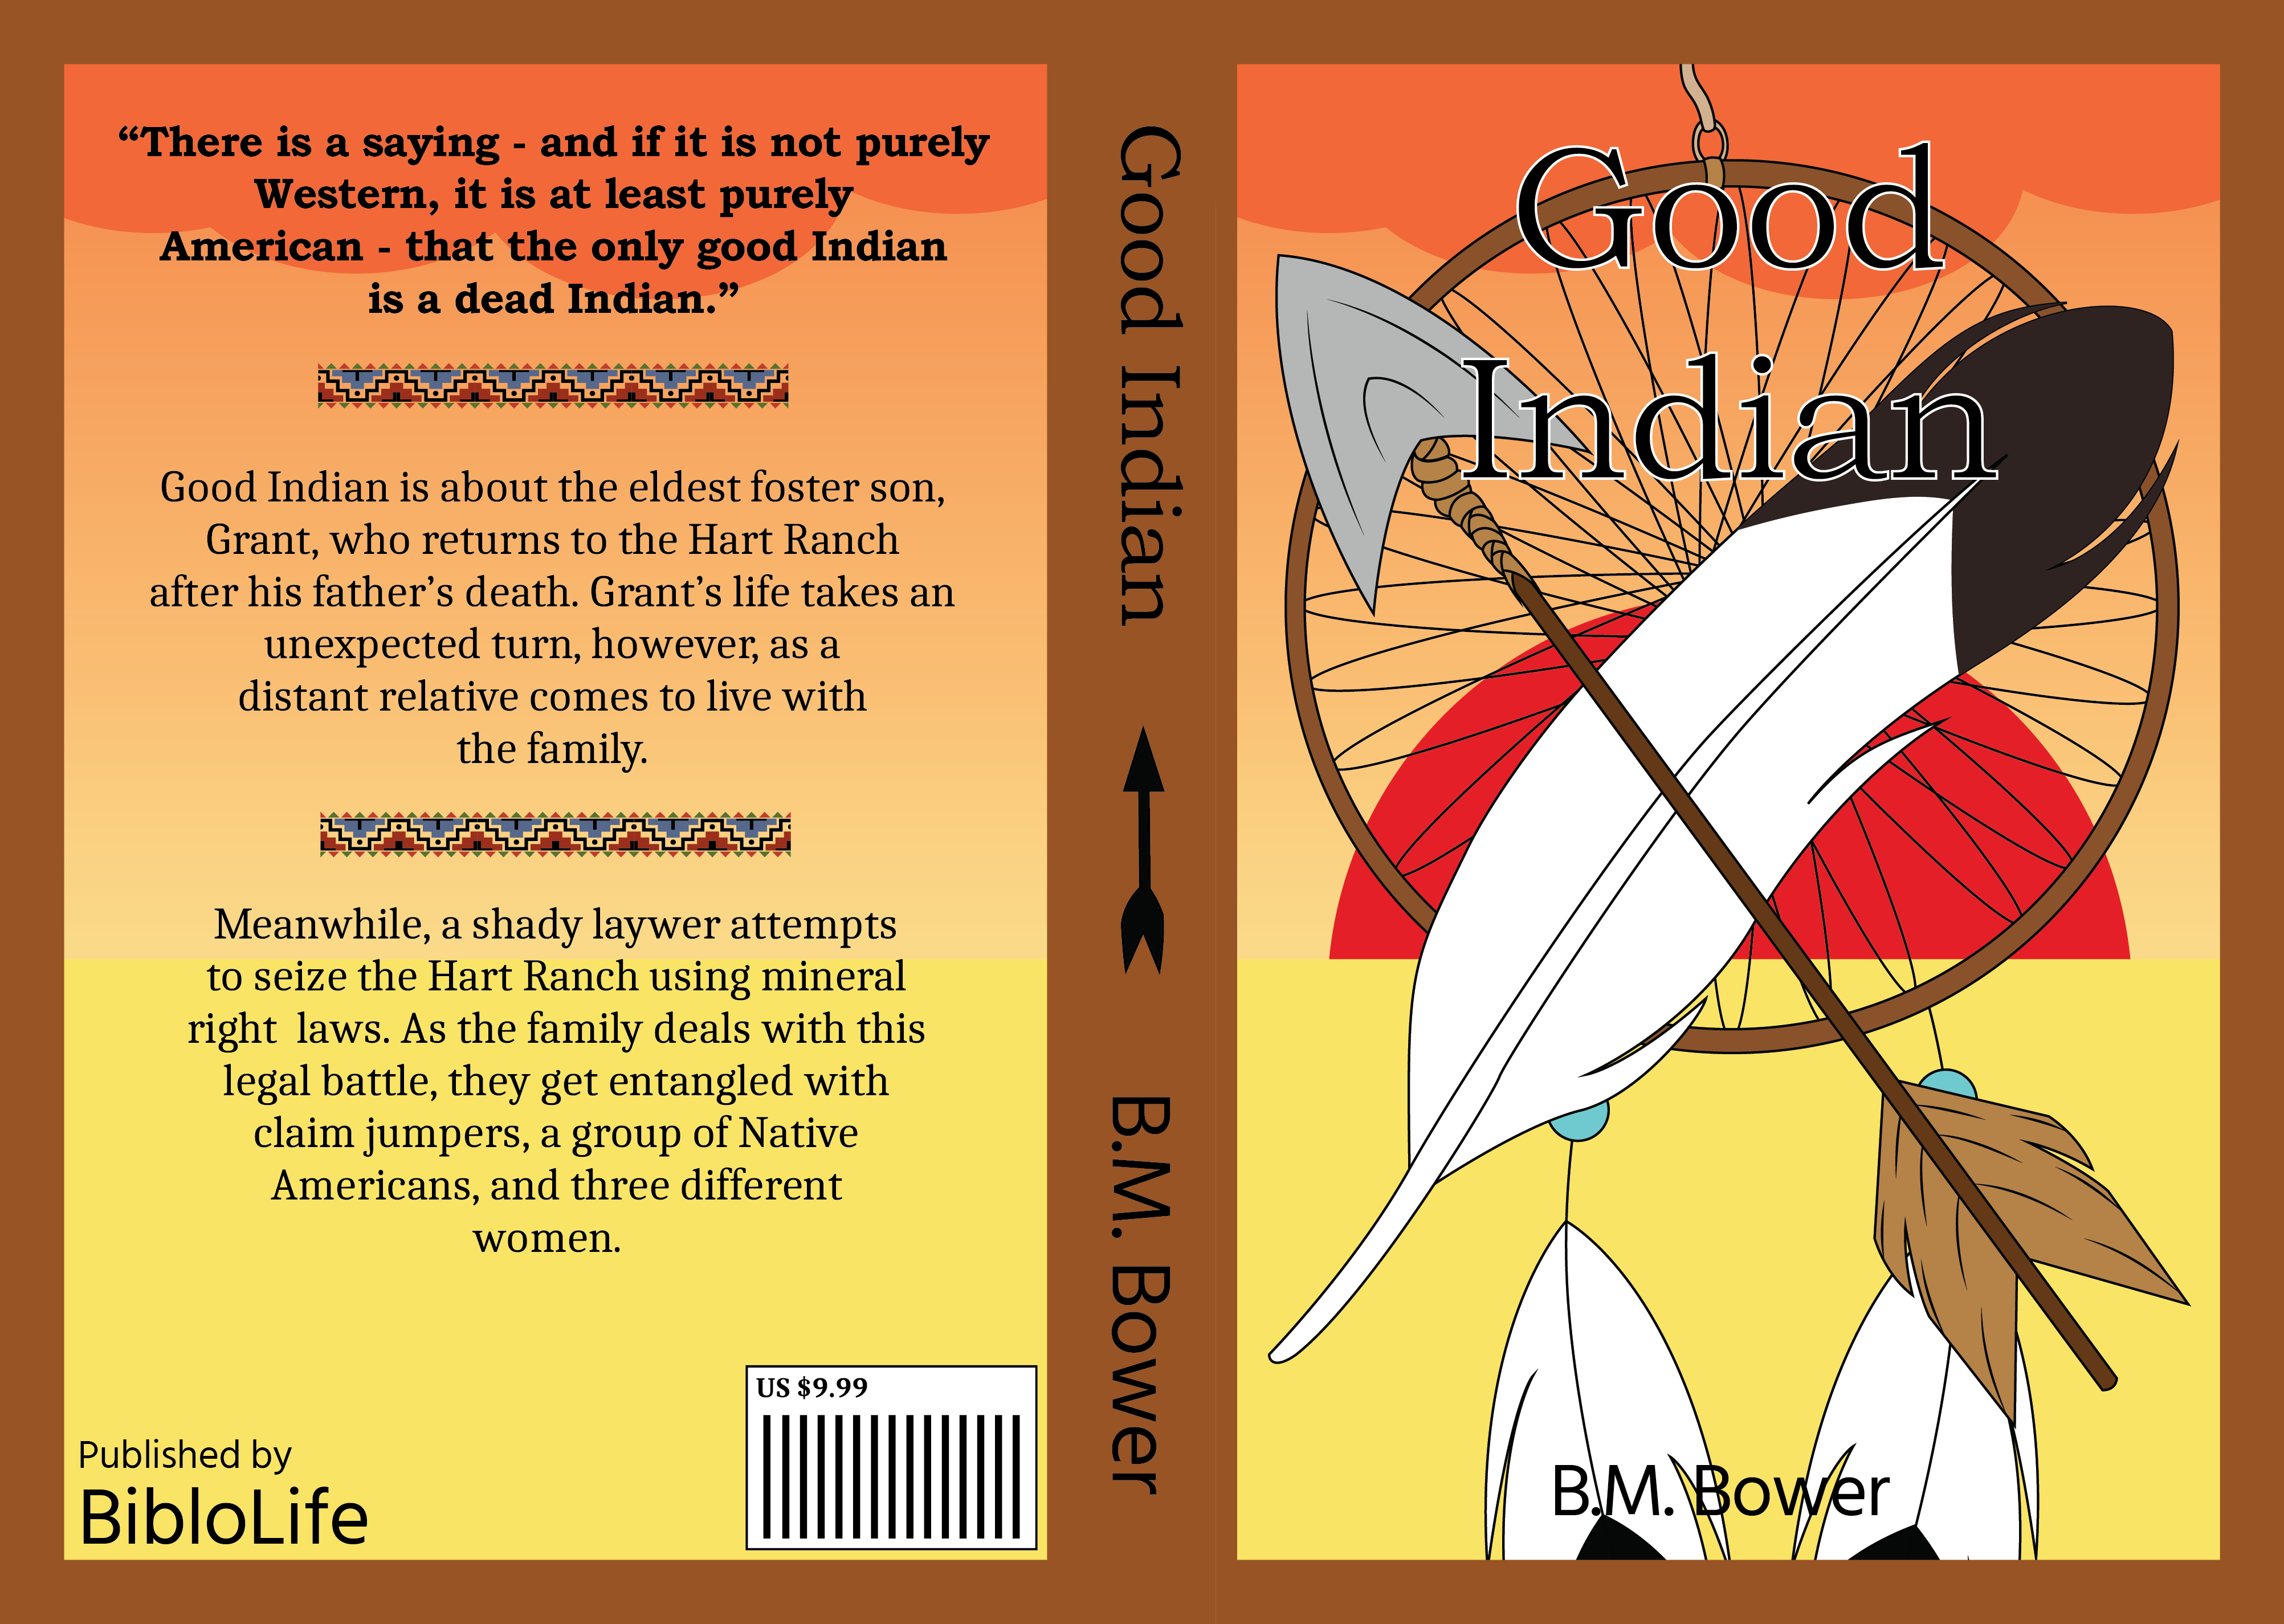 “There is a saying - and if it is not purely
Western, it is at least purely
American - that the only good Indian
is a dead Indian.”
Good Indian is about the eldest foster son,
Grant, who returns to the Hart Ranch
after his father’s death. Grant’s life takes an
unexpected turn, however, as a
distant relative comes to live with
the family.
Meanwhile, a shady laywer attempts
to seize the Hart Ranch using mineral
right  laws. As the family deals with this
legal battle, they get entangled with
claim jumpers, a group of Native
Americans, and three different
women.
Published by
BibloLife
US $9.99
Good Indian
B.M. Bower
Good
Indian
B.M. Bower